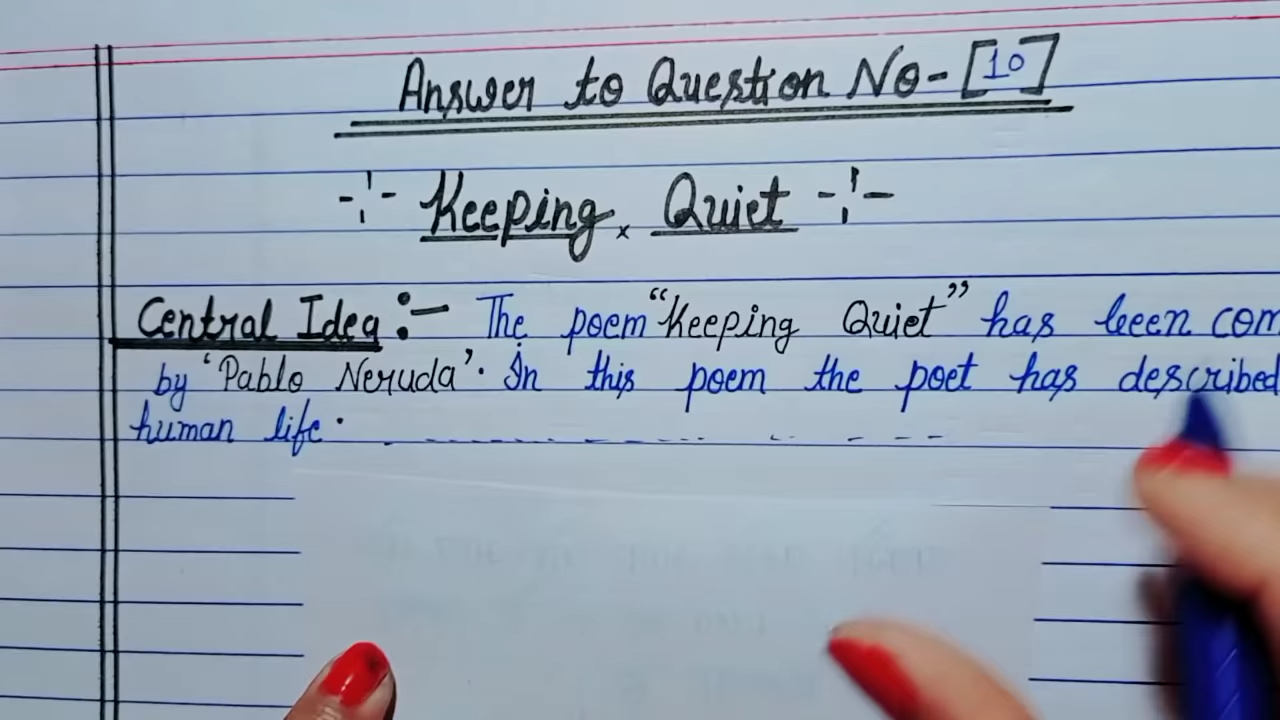 Answer to Question No-[10]
Keeping Quiet
Central Idea:- The poem "Keeping Quiet" has been com
by 'Pablo Neruda'. In this poem the poet has described
human life.